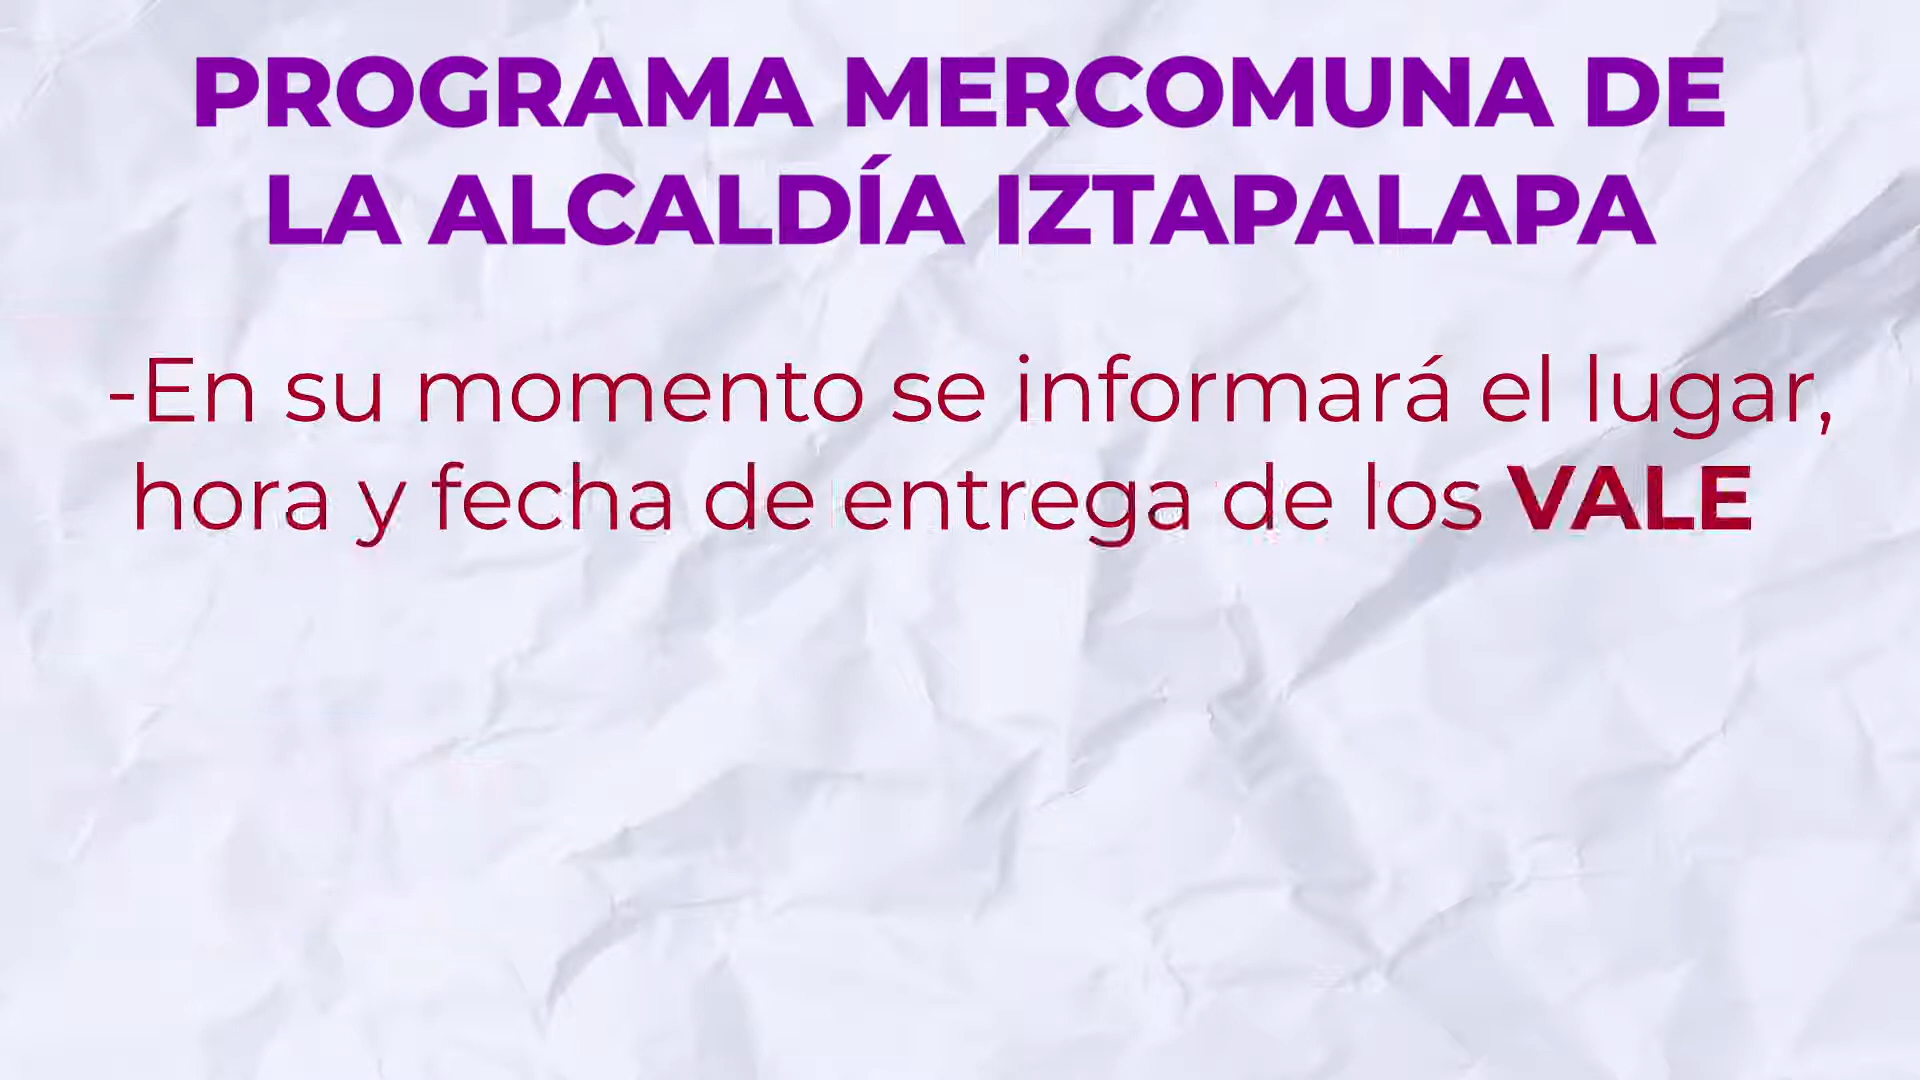 PROGRAMA MERCOMUNA DE
LA ALCALDÍA IZTAPALAPA
-En su momento se informará el lugar,
hora y fecha de entrega de los VALE